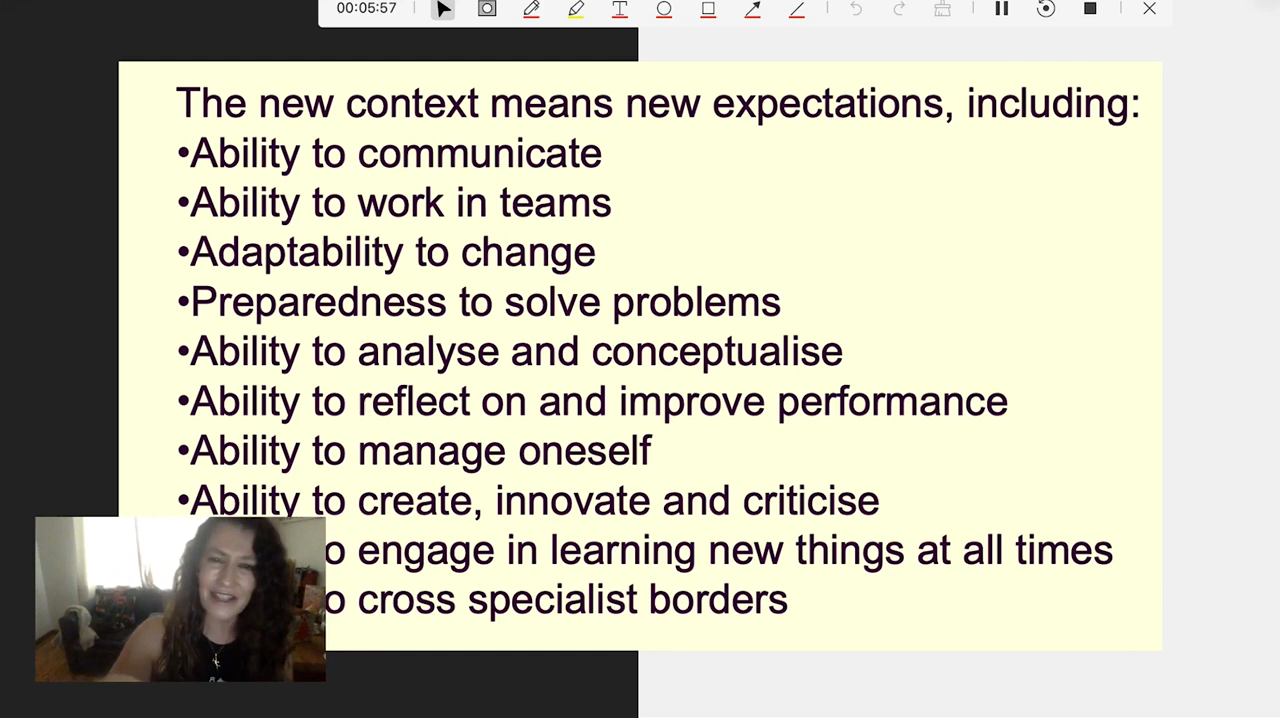 00:05:57
The new context means new expectations, including:
•Ability to communicate
•Ability to work in teams
•Adaptability to change
•Preparedness to solve problems
•Ability to analyse and conceptualise
•Ability to reflect on and improve performance
•Ability to manage oneself
•Ability to create, innovate and criticise
o engage in learning new things at all times
o cross specialist borders